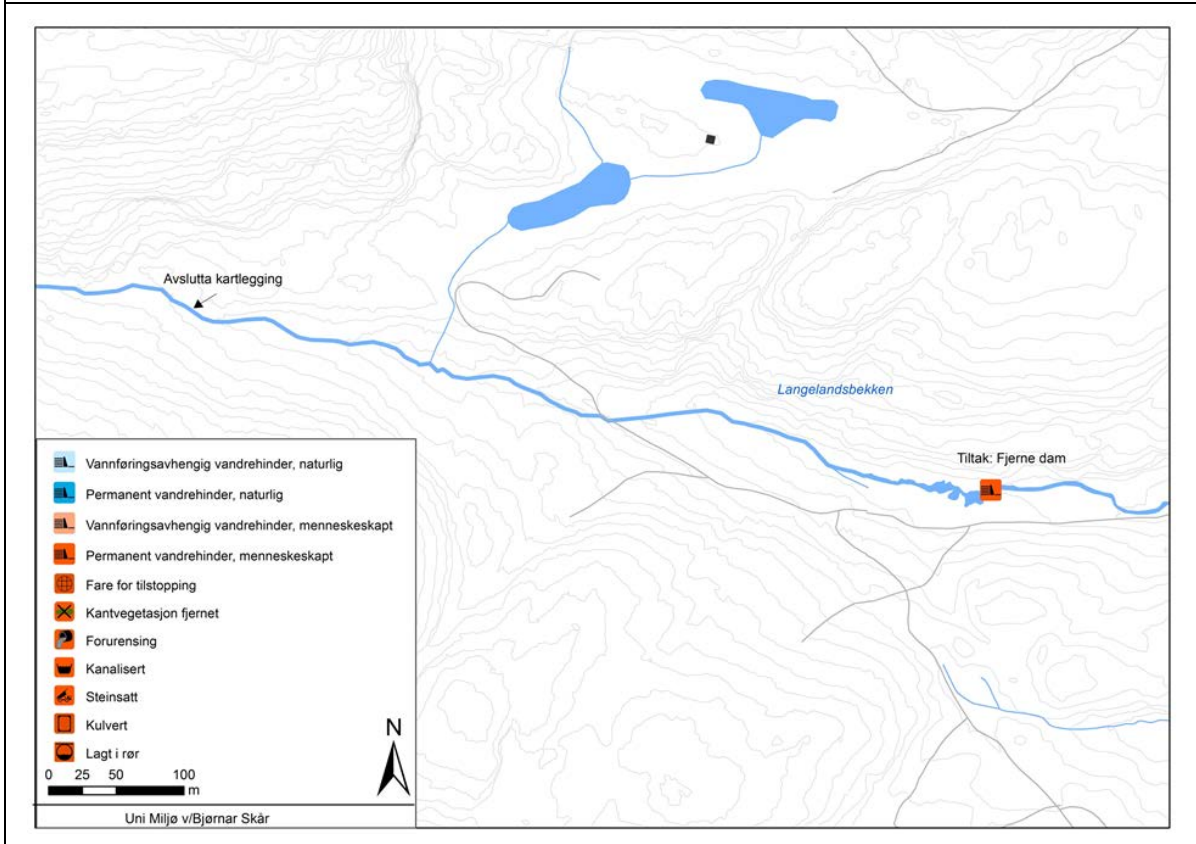 Avslutta kartlegging
Langelandsbekken
Tiltak: Fjerne dam
Vannføringsavhengig vandrehinder, naturlig
Permanent vandrehinder, naturlig
Vannføringsavhengig vandrehinder, menneskeskapt
Permanent vandrehinder, menneskeskapt
Fare for tilstopping
Kantvegetasjon fjernet
Forurensing
Kanalisert
Steinsatt
Kulvert
Lagt i rør
N
0 25 50 100
m
Uni Miljø v/Bjørnar Skår